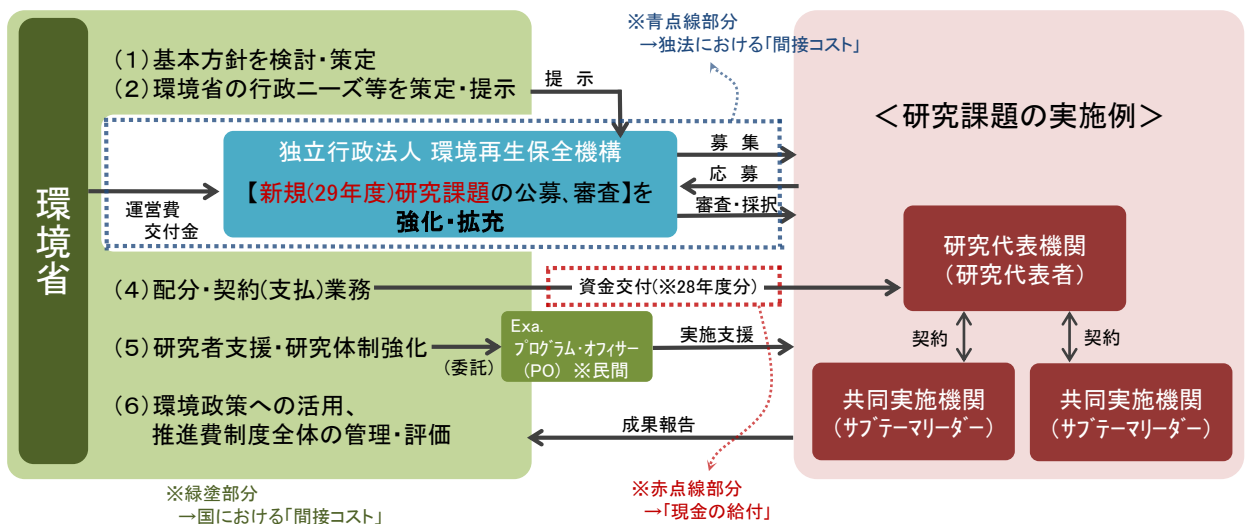 ※青点線部分
→独法における「間接コスト」
(1)基本方針を検討・策定
(2)環境省の行政ニーズ等を策定・提示
提 示
<研究課題の実施例>
環境省
独立行政法人 環境再生保全機構
【新規(29年度)研究課題の公募、審査】を
強化・拡充
運営費
交付金
募 集
応 募
審査・採択
研究代表機関
(研究代表者)
(4)配分・契約(支払)業務
資金交付(※28年度分)
(5)研究者支援・研究体制強化
(委託)
Exa.
プログラム・オフィサー
(PO) ※民間
実施支援
契約
契約
共同実施機関
(サブテーマリーダー)
共同実施機関
(サブテーマリーダー)
(6)環境政策への活用、
推進費制度全体の管理・評価
成果報告
※緑塗部分
→国における「間接コスト」
※赤点線部分
→「現金の給付」